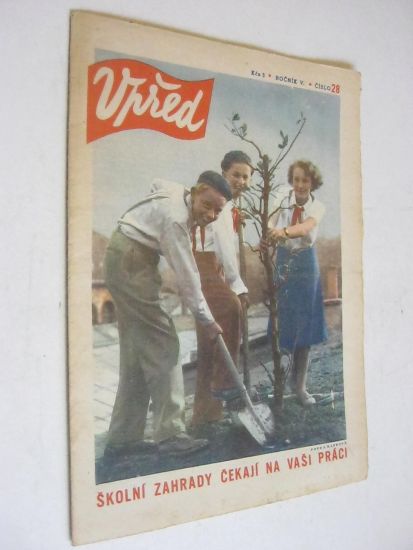 Kčs 3 • ROČNÍK V. • ČÍSLO 28
Vpřed
ŠKOLNÍ ZAHRADY ČEKAJÍ NA VAŠI PRÁCI